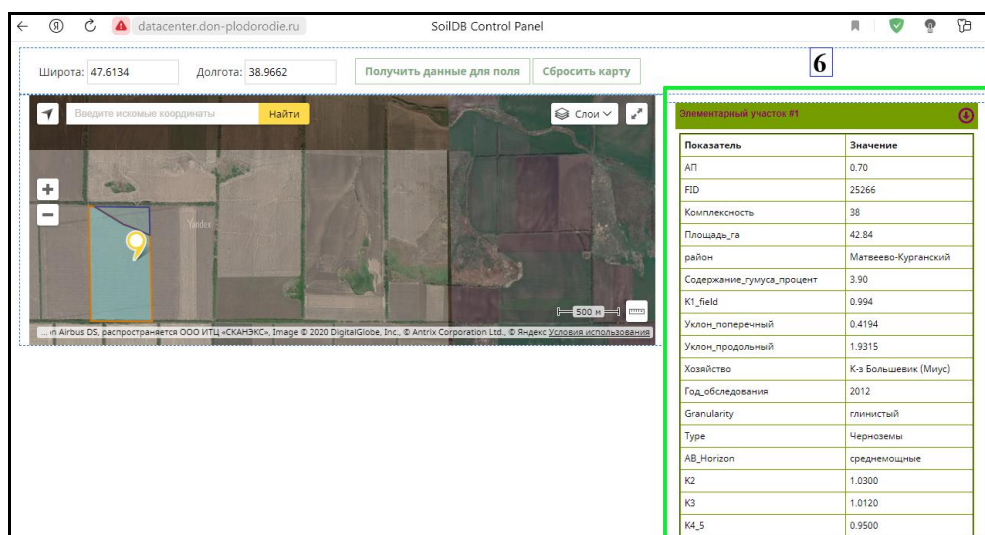 datacenter.don-plodorodie.ru SoilDB Control Panel
Широта: 47.6134 Долгота: 38.9662 Получить данные для поля Сбросить карту
6
Введите искомые координаты Найти Слои
Элементарный участок #1
Yandex
500 м
... n Airbus DS, распространяется ООО ИТЦ «СКАНЭКС», Image © 2020 DigitalGlobe, Inc., © Antrix Corporation Ltd., © Яндекс Условия использования
Показатель Значение
АП 0.70
FID 25266
Комплексность 38
Площадь_га 42.84
район Матвеево-Курганский
Содержание_гумуса_процент 3.90
K1_field 0.994
Уклон_поперечный 0.4194
Уклон_продольный 1.9315
Хозяйство К-з Большевик (Миус)
Год_обследования 2012
Granularity глинистый
Type Черноземы
AB_Horizon среднемощные
K2 1.0300
K3 1.0120
K4_5 0.9500